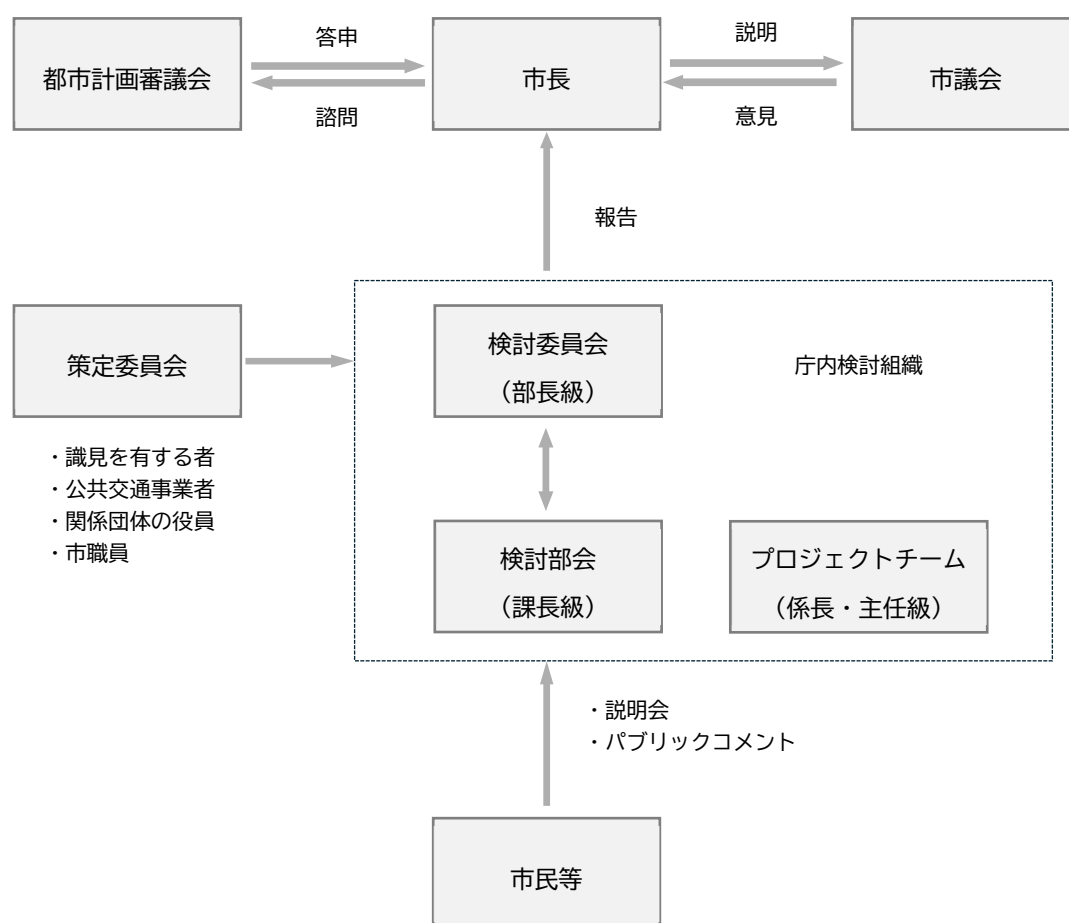 答申
説明
都市計画審議会
市長
市議会
諮問
意見
報告
策定委員会
検討委員会
（部長級）
庁内検討組織
・識見を有する者
・公共交通事業者
・関係団体の役員
・市職員
検討部会
（課長級）
プロジェクトチーム
（係長・主任級）
・説明会
・パブリックコメント
市民等